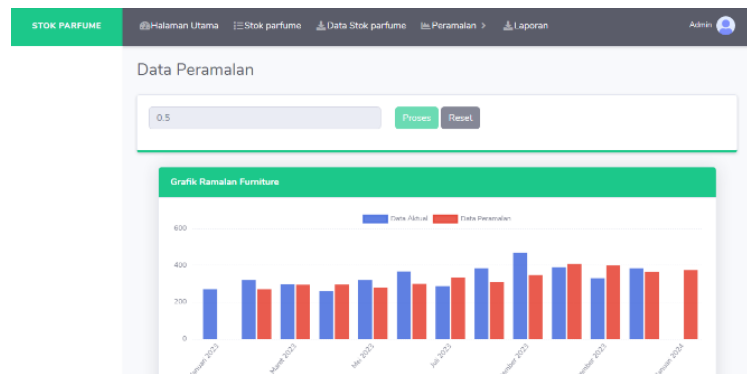 STOK PARFUME Halaman Utama Stok parfume Data Stok parfume Peramalan > Laporan Admin
Data Peramalan
0.5 Proses Reset
Grafik Ramalan Furniture
Data Aktual Data Peramalan
600
400
200
0
Maret 2023 Mei 2023 Juli 2023